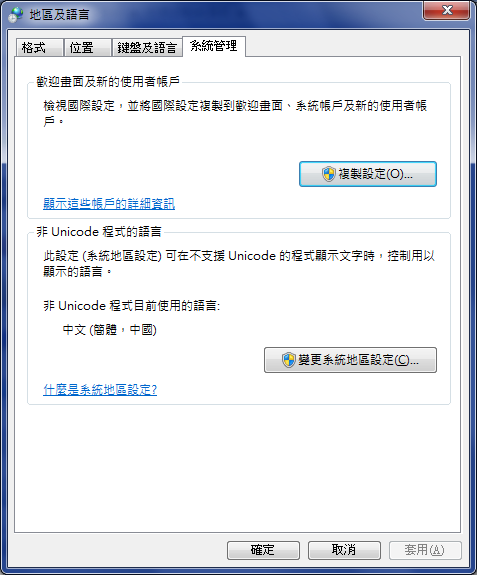 地區及語言
格式 位置 鍵盤及語言 系統管理
歡迎畫面及新的使用者帳戶
檢視國際設定，並將國際設定複製到歡迎畫面、系統帳戶及新的使用者帳
戶。
複製設定(O)...
顯示這些帳戶的詳細資訊
非 Unicode 程式的語言
此設定 (系統地區設定) 可在不支援 Unicode 的程式顯示文字時，控制用以
顯示的語言。
非 Unicode 程式目前使用的語言:
中文 (簡體，中國)
變更系統地區設定(C)...
什麼是系統地區設定?
確定 取消 套用(A)